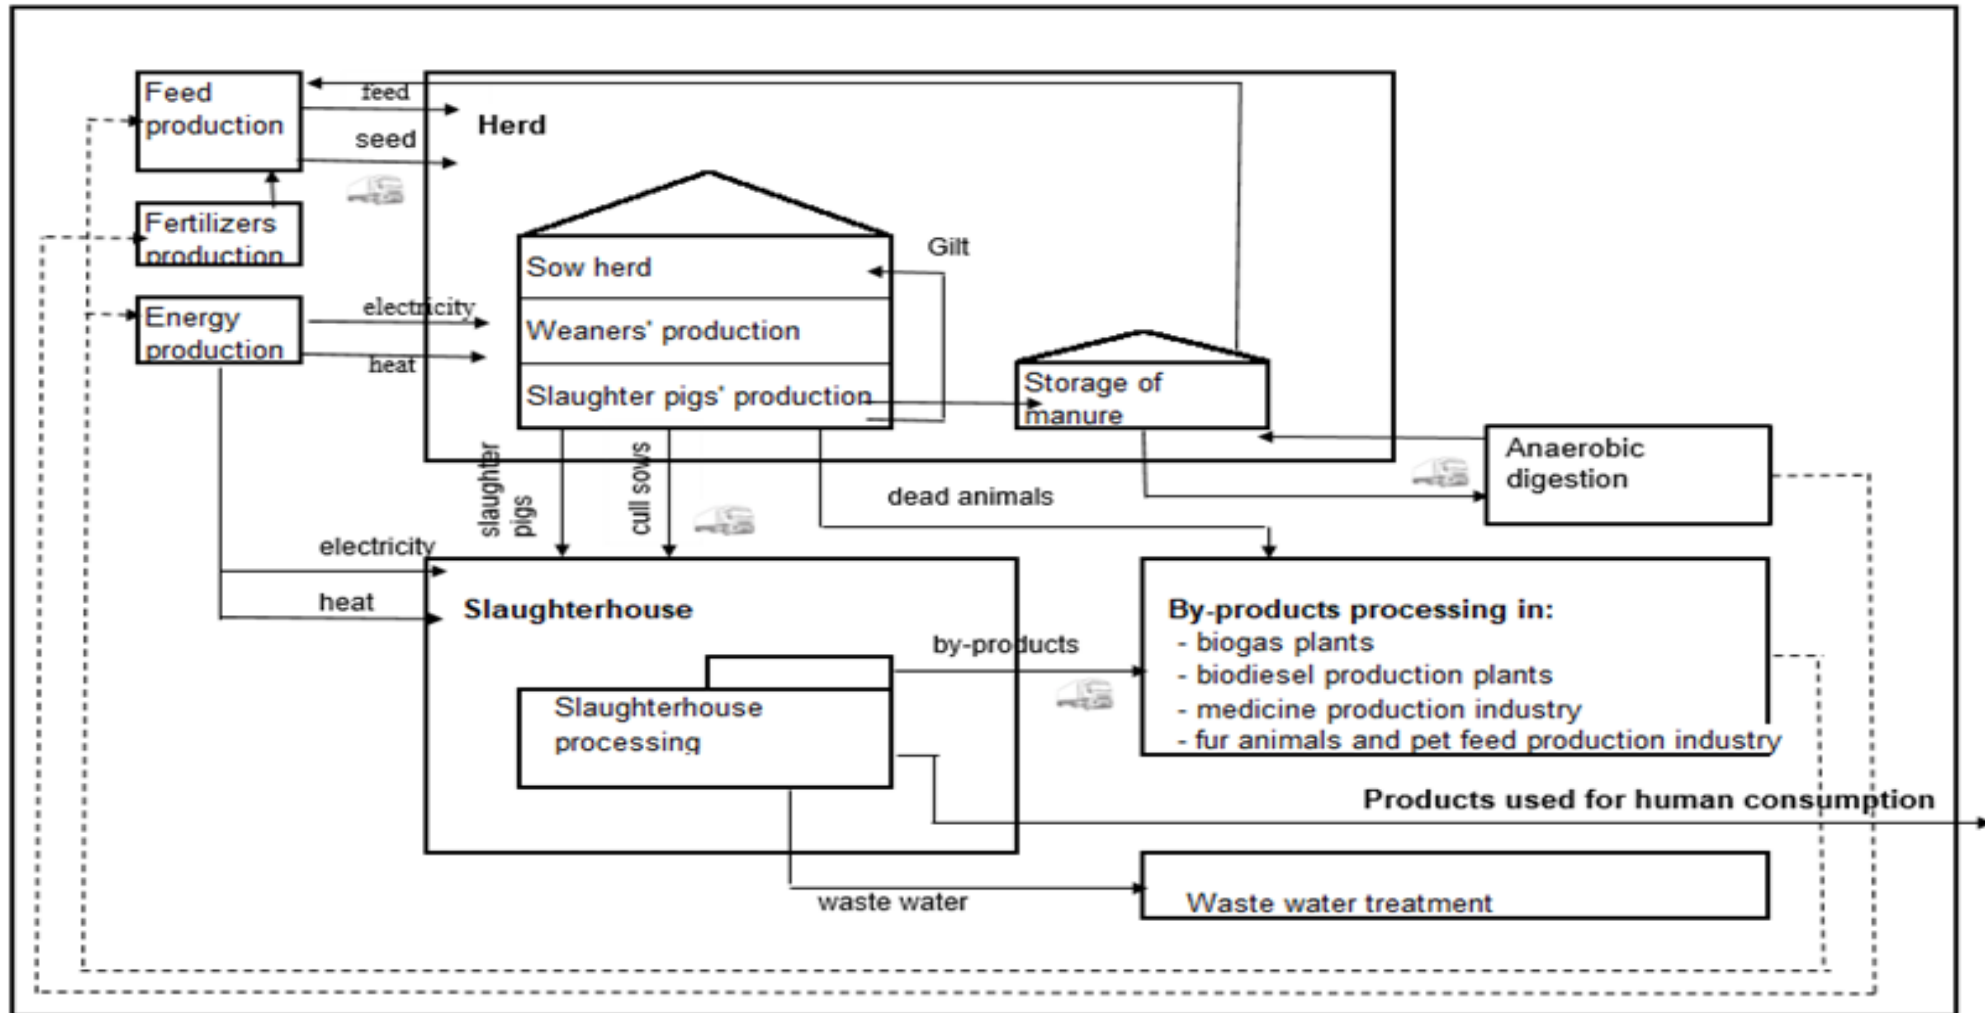 Feed
production
feed
seed
Herd
Fertilizers
production
Gilt
Sow herd
Energy
production
electricity
heat
Weaners' production
Slaughter pigs' production
Storage of
manure
Anaerobic
digestion
slaughter
pigs
cull sows
dead animals
electricity
heat
Slaughterhouse
by-products
By-products processing in:
- biogas plants
- biodiesel production plants
- medicine production industry
- fur animals and pet feed production industry
Slaughterhouse
processing
Products used for human consumption
waste water
Waste water treatment